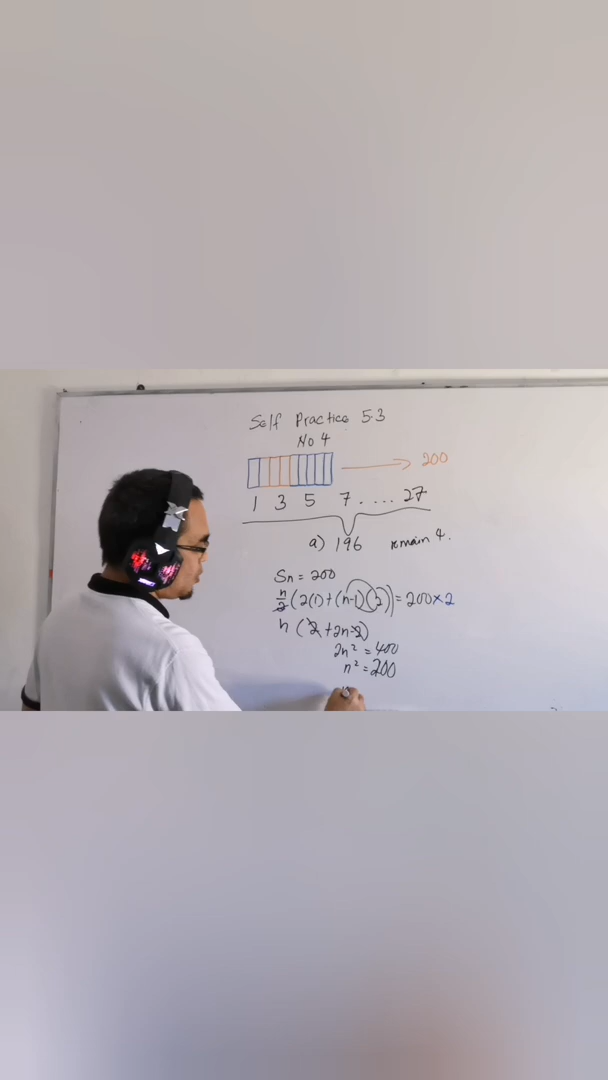 Self Practice 5.3
No 4
200
1 3 5 7 .... 27
a) 196 remain 4.
Sn = 200
n/2 (2(1) + (n-1)(2)) = 200 × 2
n (2 + 2n - 2)
2n² = 400
n² = 200